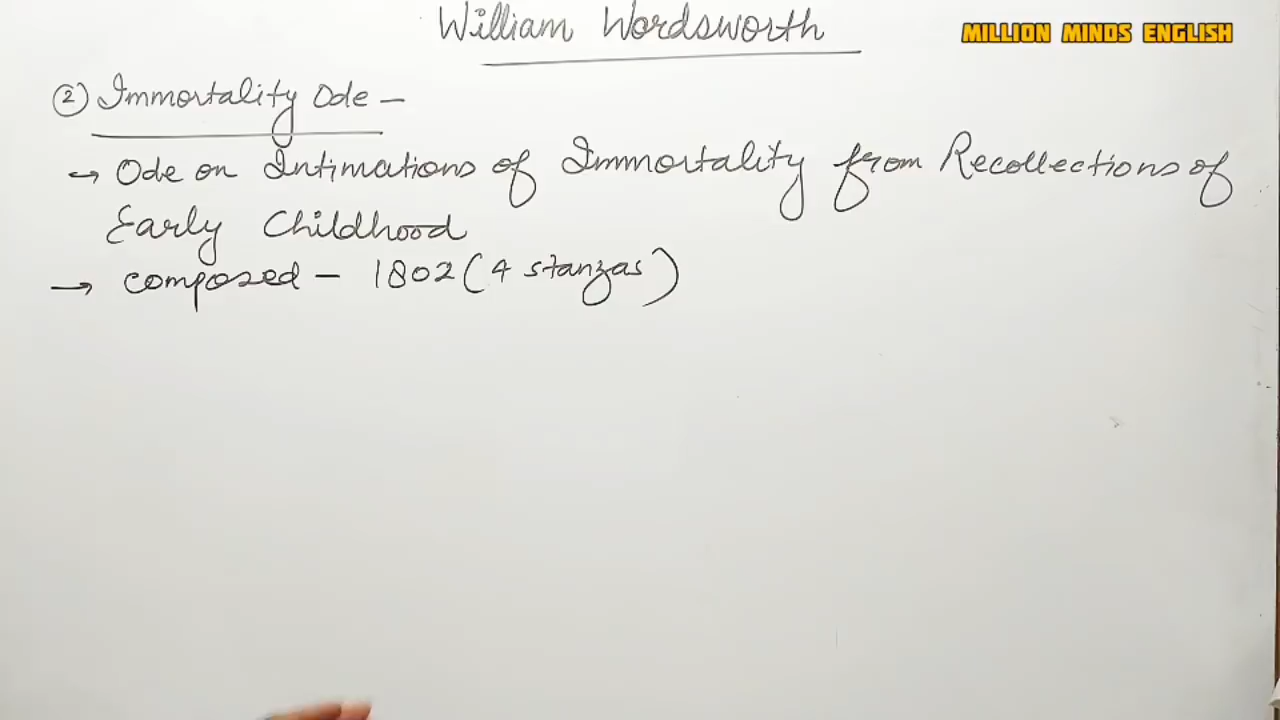 William Wordsworth
MILLION MINDS ENGLISH
② Immortality Ode –
→ Ode on Intimations of Immortality from Recollections of
Early Childhood
→ composed – 1802 (4 stanzas)